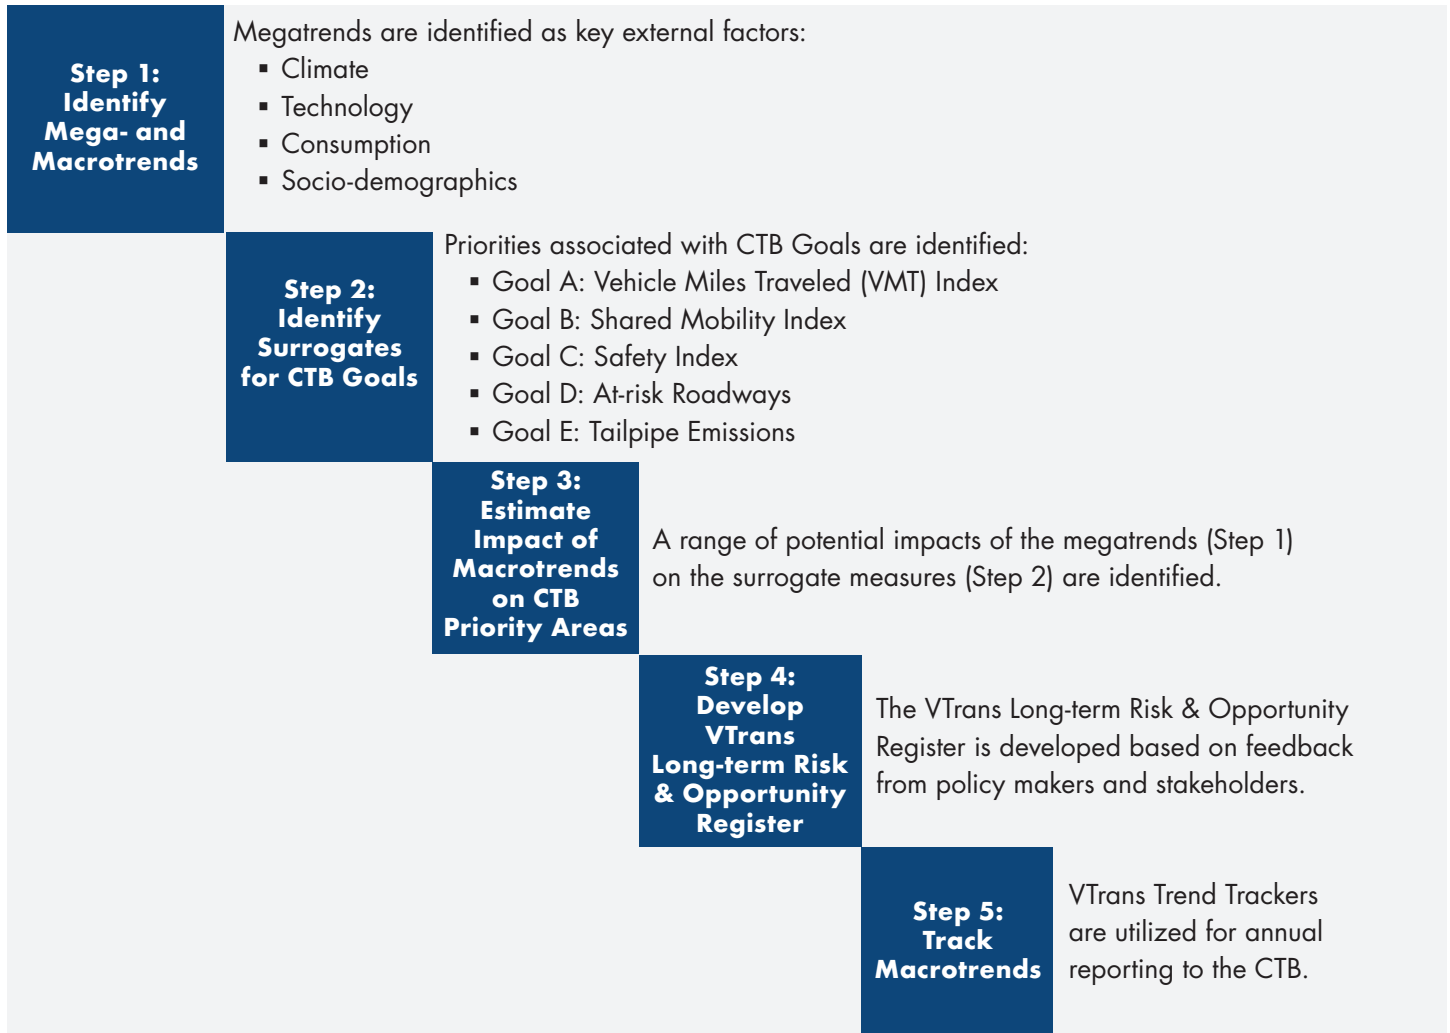 Step 1:
Identify
Mega- and
Macrotrends
Megatrends are identified as key external factors:
▪ Climate
▪ Technology
▪ Consumption
▪ Socio-demographics
Step 2:
Identify
Surrogates
for CTB Goals
Priorities associated with CTB Goals are identified:
▪ Goal A: Vehicle Miles Traveled (VMT) Index
▪ Goal B: Shared Mobility Index
▪ Goal C: Safety Index
▪ Goal D: At-risk Roadways
▪ Goal E: Tailpipe Emissions
Step 3:
Estimate
Impact of
Macrotrends
on CTB
Priority Areas
A range of potential impacts of the megatrends (Step 1)
on the surrogate measures (Step 2) are identified.
Step 4:
Develop
VTrans
Long-term Risk
& Opportunity
Register
The VTrans Long-term Risk & Opportunity
Register is developed based on feedback
from policy makers and stakeholders.
Step 5:
Track
Macrotrends
VTrans Trend Trackers
are utilized for annual
reporting to the CTB.